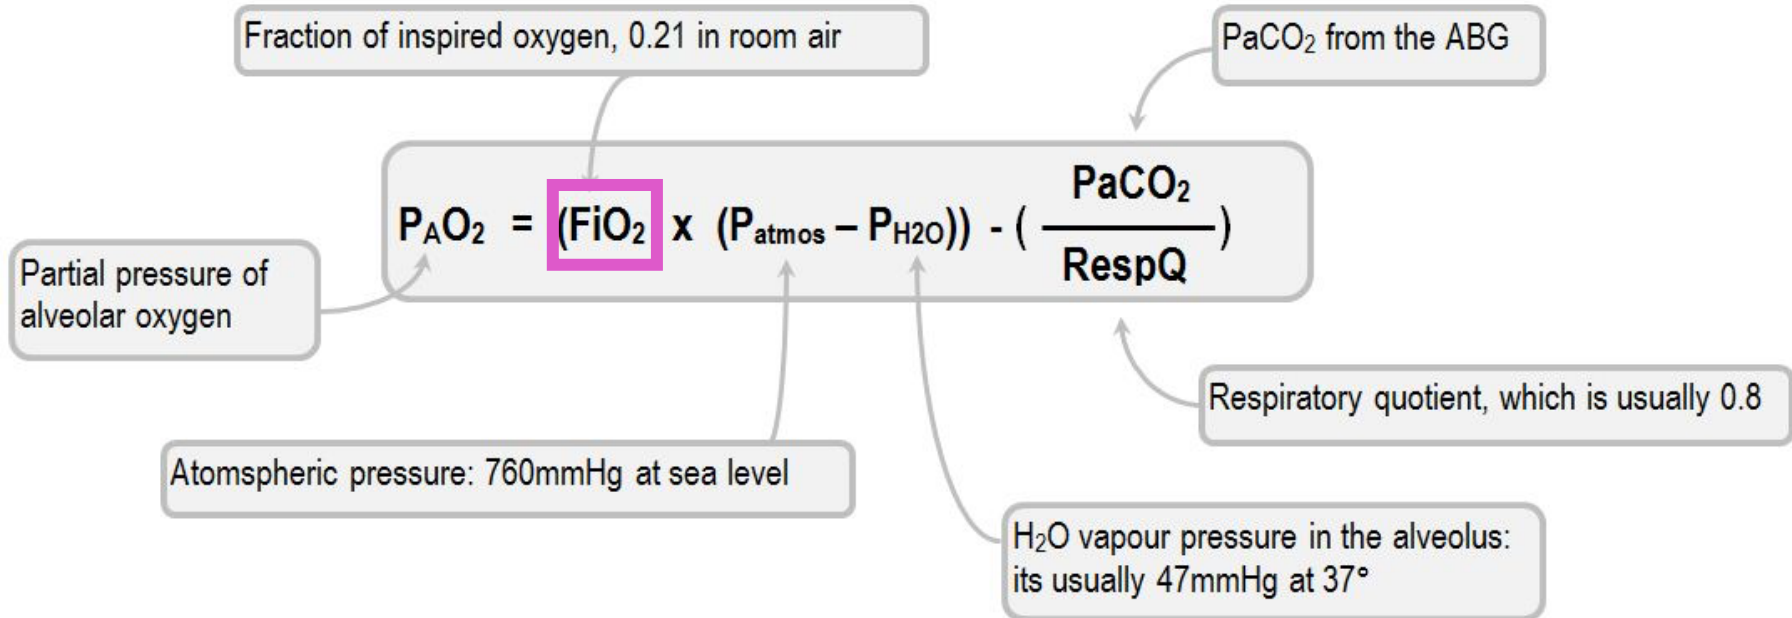 Fraction of inspired oxygen, 0.21 in room air
PaCO₂ from the ABG
PₐO₂ = (FiO₂ x (Pₐₜₘₒₛ – P_H2O)) - ( PaCO₂ / RespQ )
Partial pressure of
alveolar oxygen
Respiratory quotient, which is usually 0.8
Atomspheric pressure: 760mmHg at sea level
H₂O vapour pressure in the alveolus:
its usually 47mmHg at 37°